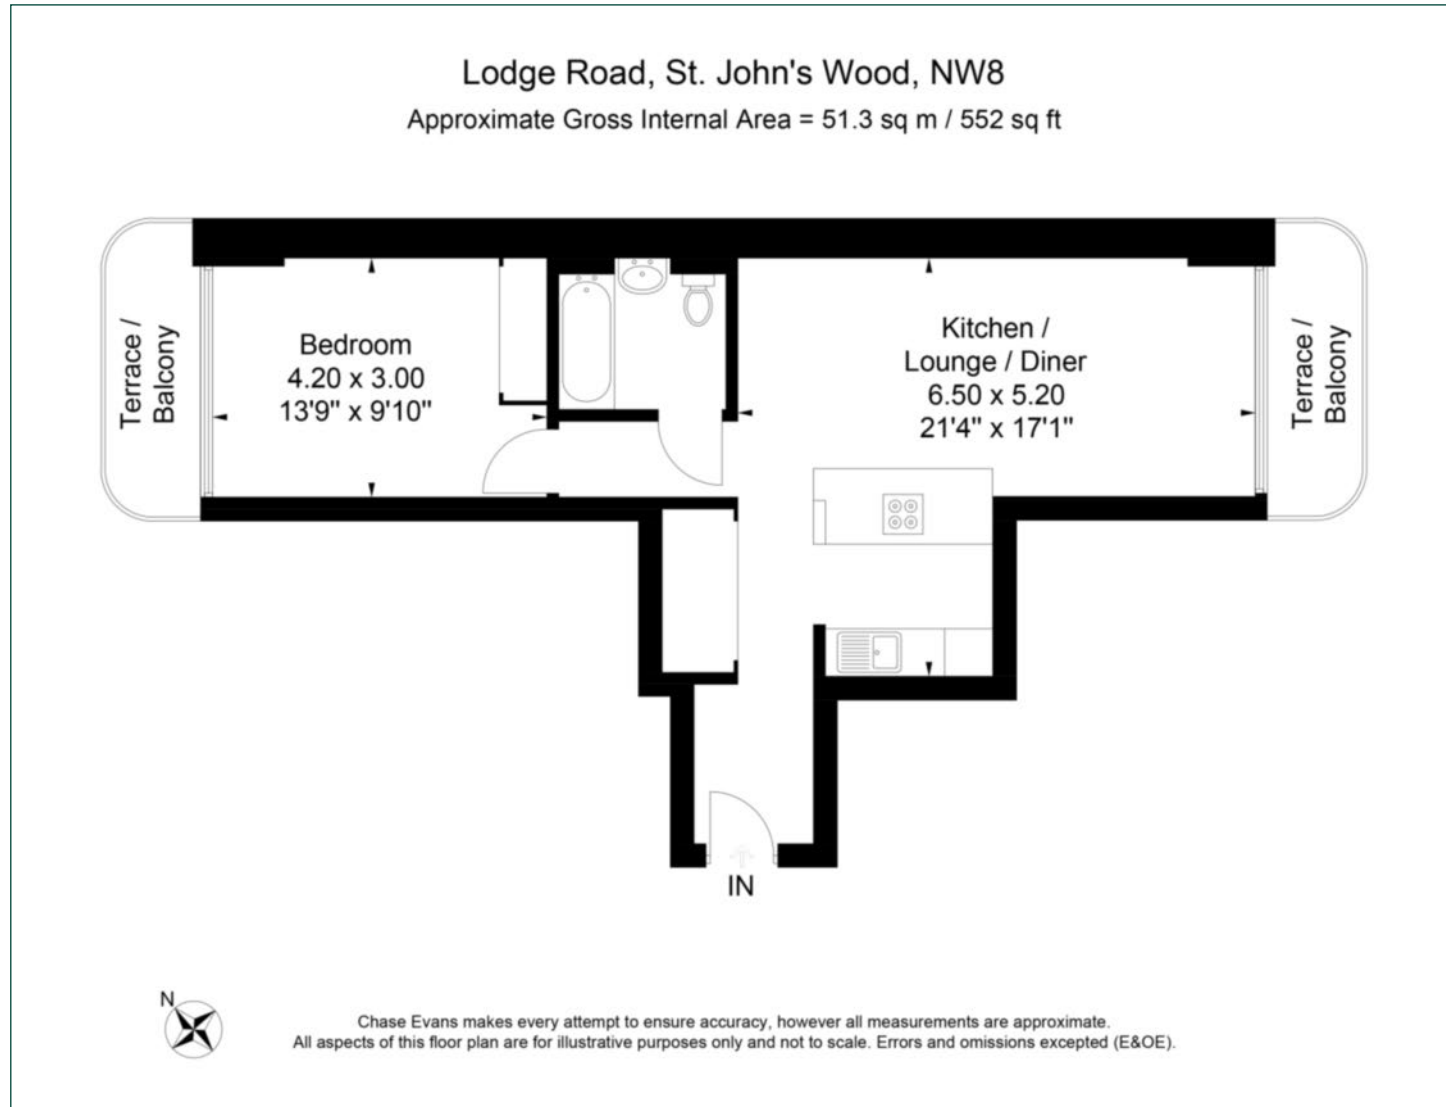 Lodge Road, St. John's Wood, NW8
Approximate Gross Internal Area = 51.3 sq m / 552 sq ft
Terrace /
Balcony
Bedroom
4.20 x 3.00
13'9" x 9'10"
Kitchen /
Lounge / Diner
6.50 x 5.20
21'4" x 17'1"
Terrace /
Balcony
IN
N
Chase Evans makes every attempt to ensure accuracy, however all measurements are approximate.
All aspects of this floor plan are for illustrative purposes only and not to scale. Errors and omissions excepted (E&OE).